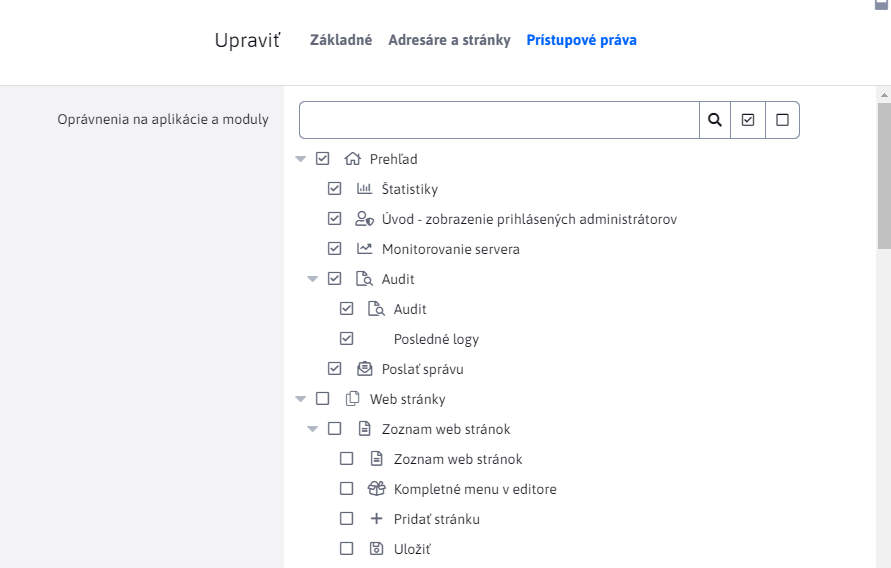 Upraviť Základné Adresáre a stránky Prístupové práva
Oprávnenia na aplikácie a moduly
Prehľad
Štatistiky
Úvod - zobrazenie prihlásených administrátorov
Monitorovanie servera
Audit
Audit
Posledné logy
Poslať správu
Web stránky
Zoznam web stránok
Zoznam web stránok
Kompletné menu v editore
Pridať stránku
Uložiť